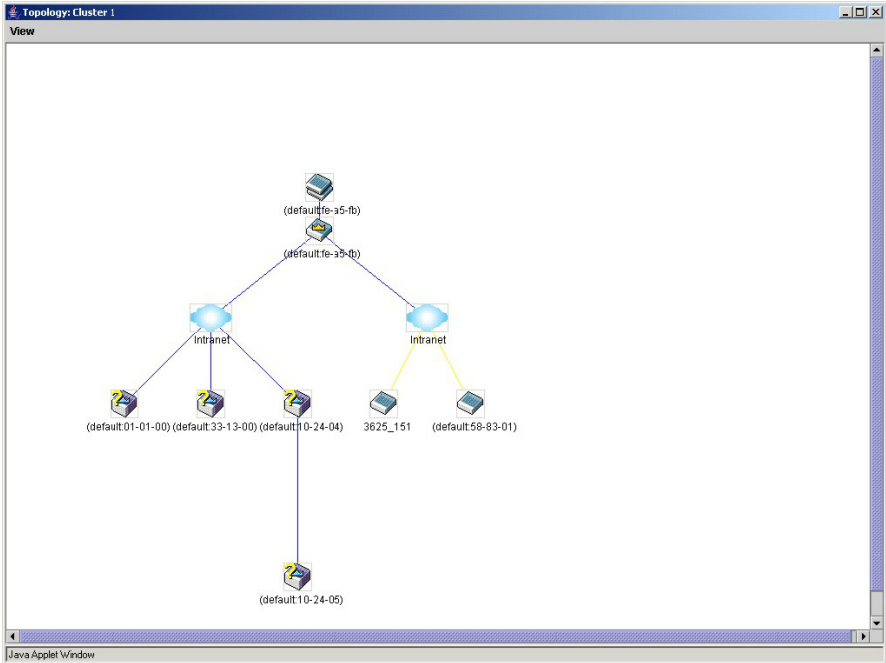 Topology: Cluster 1
View
(default:fe-a5-fb)
(default:fe-a5-fb)
Intranet
Intranet
(default:01-01-00)
(default:33-13-00)
(default:10-24-04)
3625_151
(default:58-83-01)
(default:10-24-05)
Java Applet Window